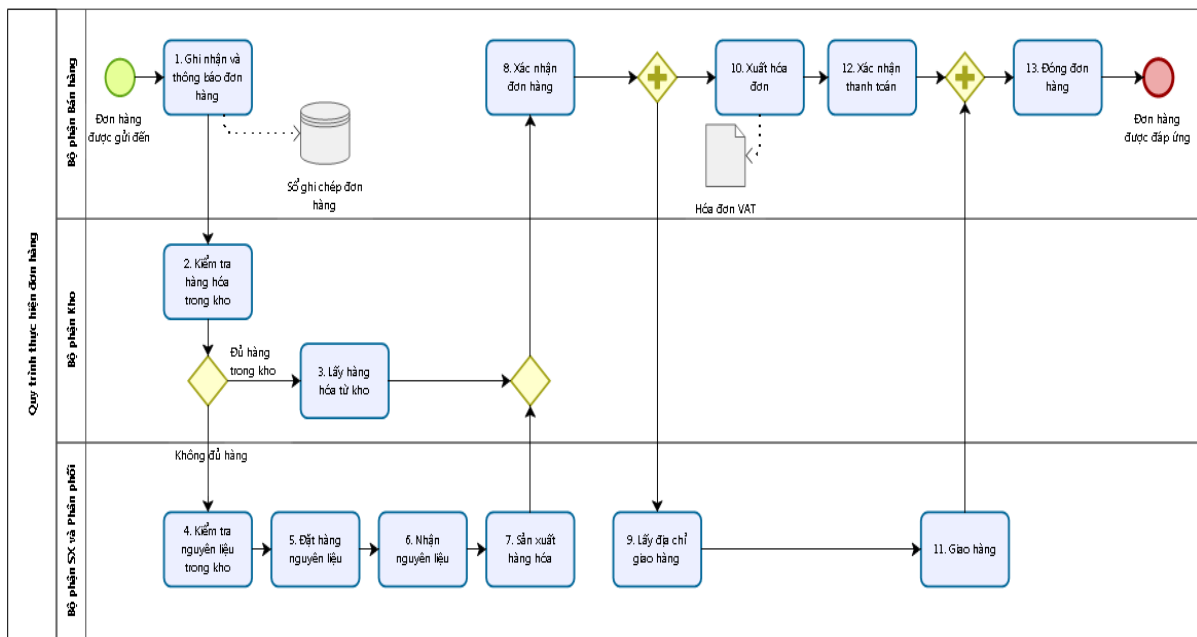 Quy trình thực hiện đơn hàng
Bộ phận Bán hàng
Đơn hàng
được gửi đến
1. Ghi nhận và
thông báo đơn
hàng
Sổ ghi chép đơn
hàng
8. Xác nhận
đơn hàng
10. Xuất hóa
đơn
Hóa đơn VAT
12. Xác nhận
thanh toán
13. Đóng đơn
hàng
Đơn hàng
được đáp ứng
Bộ phận Kho
2. Kiểm tra
hàng hóa
trong kho
Đủ hàng
trong kho
3. Lấy hàng
hóa từ kho
Bộ phận SX và Phân phối
Không đủ hàng
4. Kiểm tra
nguyên liệu
trong kho
5. Đặt hàng
nguyên liệu
6. Nhận
nguyên liệu
7. Sản xuất
hàng hóa
9. Lấy địa chỉ
giao hàng
11. Giao hàng